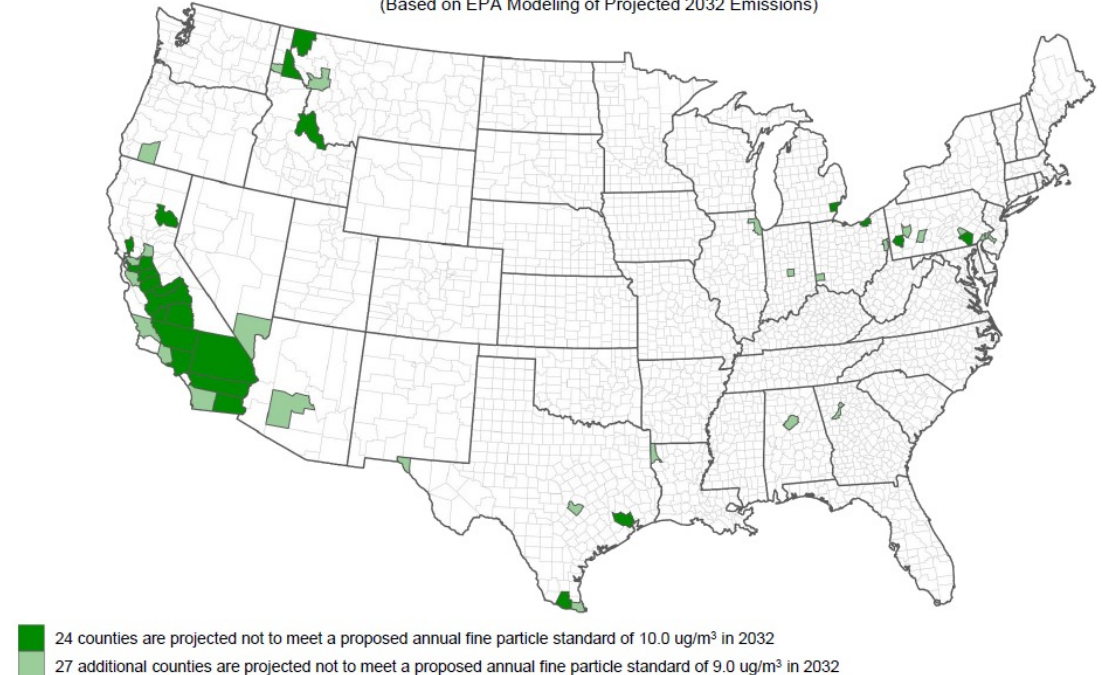 (Based on EPA Modeling of Projected 2032 Emissions)
24 counties are projected not to meet a proposed annual fine particle standard of 10.0 ug/m³ in 2032
27 additional counties are projected not to meet a proposed annual fine particle standard of 9.0 ug/m³ in 2032